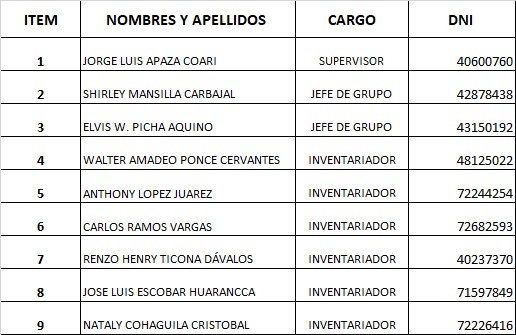 ITEM NOMBRES Y APELLIDOS CARGO DNI
1 JORGE LUIS APAZA COARI SUPERVISOR 40600760
2 SHIRLEY MANSILLA CARBAJAL JEFE DE GRUPO 42878438
3 ELVIS W. PICHA AQUINO JEFE DE GRUPO 43150192
4 WALTER AMADEO PONCE CERVANTES INVENTARIADOR 48125022
5 ANTHONY LOPEZ JUAREZ INVENTARIADOR 72244254
6 CARLOS RAMOS VARGAS INVENTARIADOR 72682593
7 RENZO HENRY TICONA DÁVALOS INVENTARIADOR 40237370
8 JOSE LUIS ESCOBAR HUARANCCA INVENTARIADOR 71597849
9 NATALY COHAGUILA CRISTOBAL INVENTARIADOR 72226416